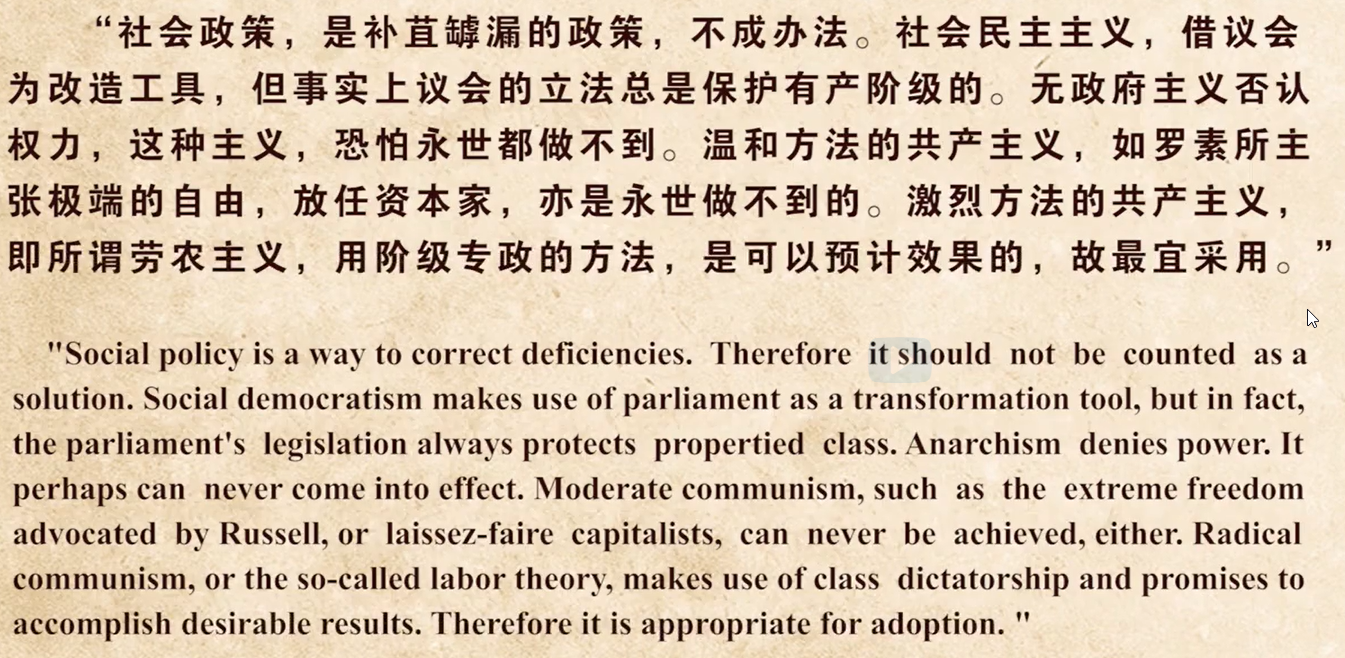 “社会政策，是补苴罅漏的政策，不成办法。社会民主主义，借议会
为改造工具，但事实上议会的立法总是保护有产阶级的。无政府主义否认
权力，这种主义，恐怕永世都做不到。温和方法的共产主义，如罗素所主
张极端的自由，放任资本家，亦是永世做不到的。激烈方法的共产主义，
即所谓劳农主义，用阶级专政的方法，是可以预计效果的，故最宜采用。”
"Social policy is a way to correct deficiencies. Therefore it should not be counted as a
solution. Social democratism makes use of parliament as a transformation tool, but in fact,
the parliament's legislation always protects propertied class. Anarchism denies power. It
perhaps can never come into effect. Moderate communism, such as the extreme freedom
advocated by Russell, or laissez-faire capitalists, can never be achieved, either. Radical
communism, or the so-called labor theory, makes use of class dictatorship and promises to
accomplish desirable results. Therefore it is appropriate for adoption. "